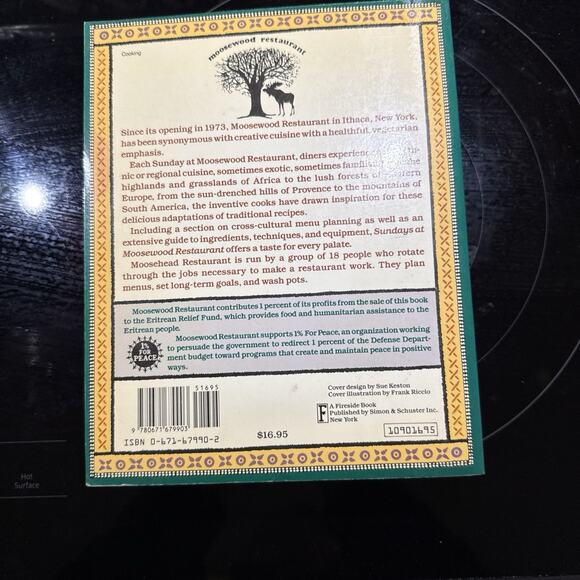 Cooking
moosewood restaurant
Since its opening in 1973, Moosewood Restaurant in Ithaca, New York,
has been synonymous with creative cuisine with a healthful, vegetarian
emphasis.
Each Sunday at Moosewood Restaurant, diners experience
nic or regional cuisine, sometimes exotic, sometimes familiar.
highlands and grasslands of Africa to the lush forests of
Europe, from the sun-drenched hills of Provence to the mountains of
South America, the inventive cooks have drawn inspiration for these
delicious adaptations of traditional recipes.
Including a section on cross-cultural menu planning as well as an
extensive guide to ingredients, techniques, and equipment, Sundays at
Moosewood Restaurant offers a taste for every palate.
Moosehead Restaurant is run by a group of 18 people who rotate
through the jobs necessary to make a restaurant work. They plan
menus, set long-term goals, and wash pots.
Moosewood Restaurant contributes 1 percent of its profits from the sale of this book
to the Eritrean Relief Fund, which provides food and humanitarian assistance to the
Eritrean people.
1%
FOR
PEACE
Moosewood Restaurant supports 1% For Peace, an organization working
to persuade the government to redirect 1 percent of the Defense Depart-
ment budget toward programs that create and maintain peace in positive
ways.
51695
9 780671 679903
ISBN 0-671-67990-2
$16.95
Cover design by Sue Keston
Cover illustration by Frank Riccio
F
A Fireside Book
Published by Simon & Schuster Inc.
New York
10901695
Hot
Surface